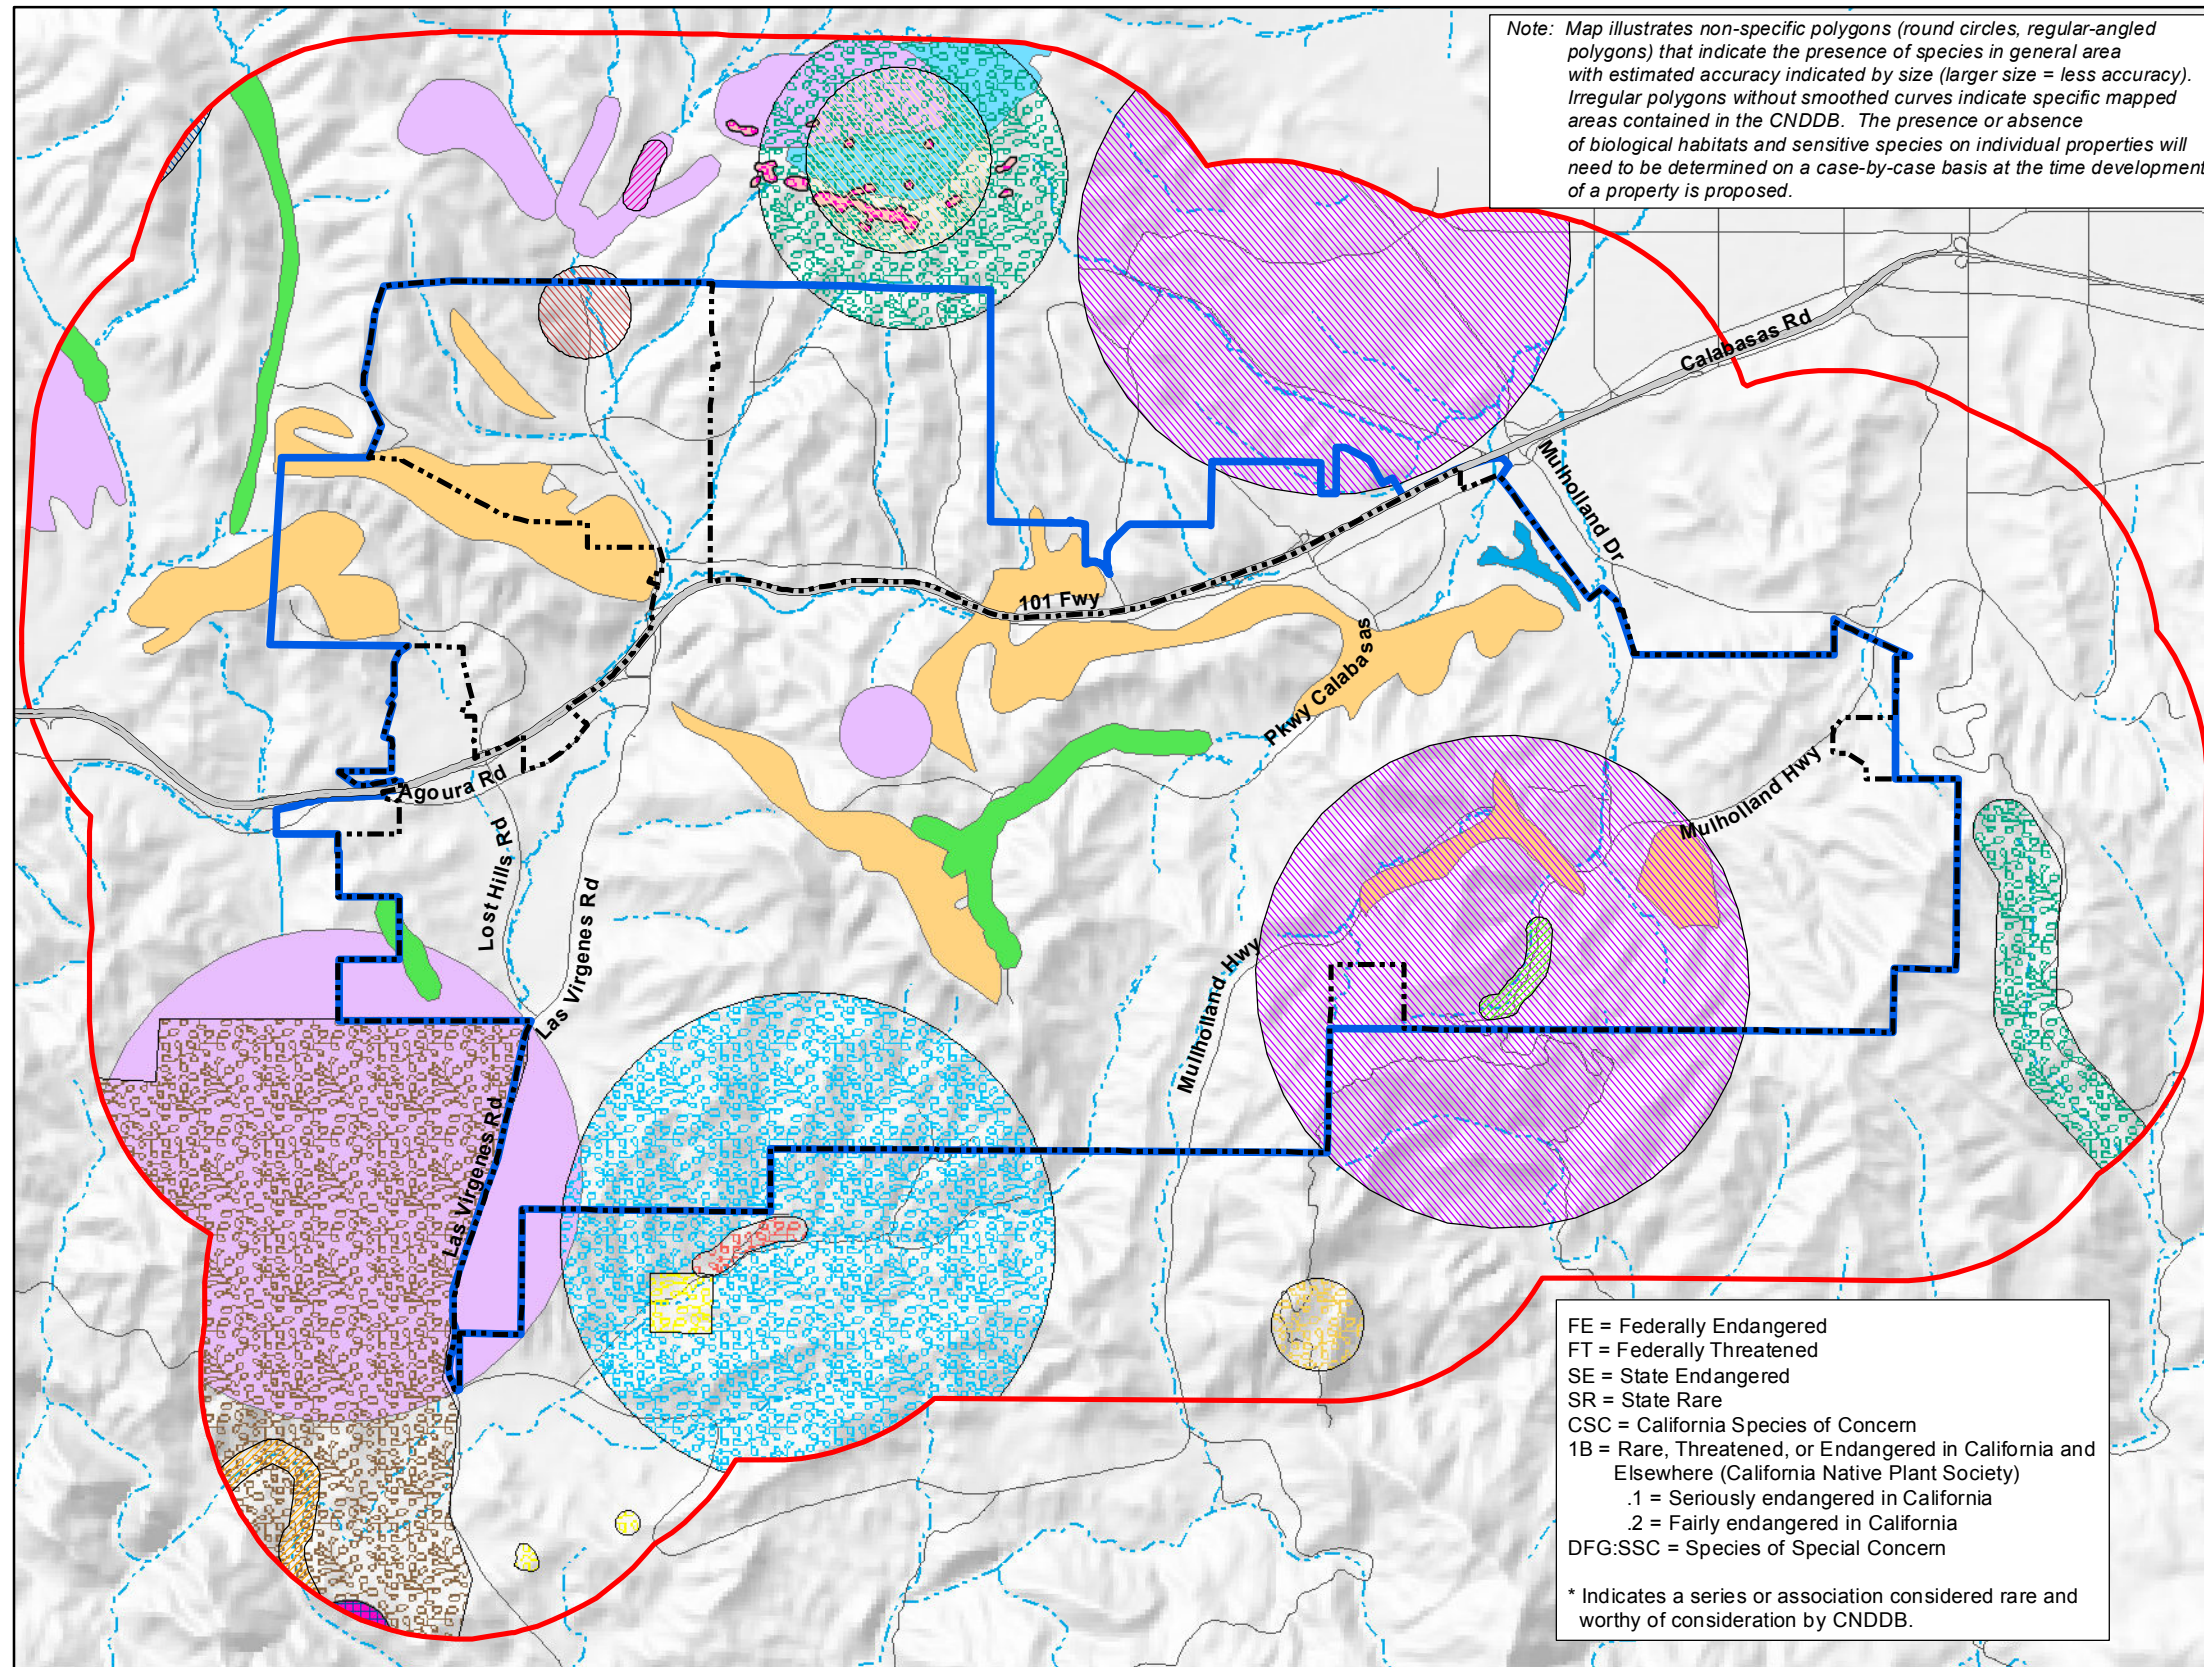 Note: Map illustrates non-specific polygons (round circles, regular-angled
polygons) that indicate the presence of species in general area
with estimated accuracy indicated by size (larger size = less accuracy).
Irregular polygons without smoothed curves indicate specific mapped
areas contained in the CNDDB. The presence or absence
of biological habitats and sensitive species on individual properties will
need to be determined on a case-by-case basis at the time development
of a property is proposed.
Calabasas Rd
Mulholland Dr
101 Fwy
Pkwy Calabasas
Agoura Rd
Mulholland Hwy
Lost Hills Rd
Las Virgenes Rd
Mullholland Hwy
Las Virgenes Rd
FE = Federally Endangered
FT = Federally Threatened
SE = State Endangered
SR = State Rare
CSC = California Species of Concern
1B = Rare, Threatened, or Endangered in California and
Elsewhere (California Native Plant Society)
.1 = Seriously endangered in California
.2 = Fairly endangered in California
DFG:SSC = Species of Special Concern
* Indicates a series or association considered rare and
worthy of consideration by CNDDB.